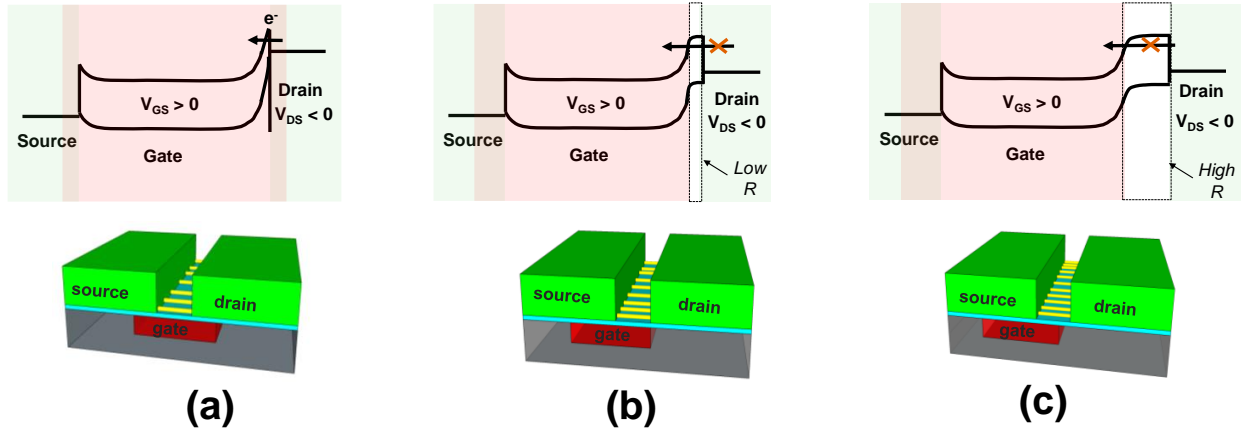 e-
V_GS > 0
Drain
V_DS < 0
Source
Gate
source
drain
gate
(a)
V_GS > 0
Drain
V_DS < 0
Source
Gate
Low
R
source
drain
gate
(b)
V_GS > 0
Drain
V_DS < 0
Source
Gate
High
R
source
drain
gate
(c)